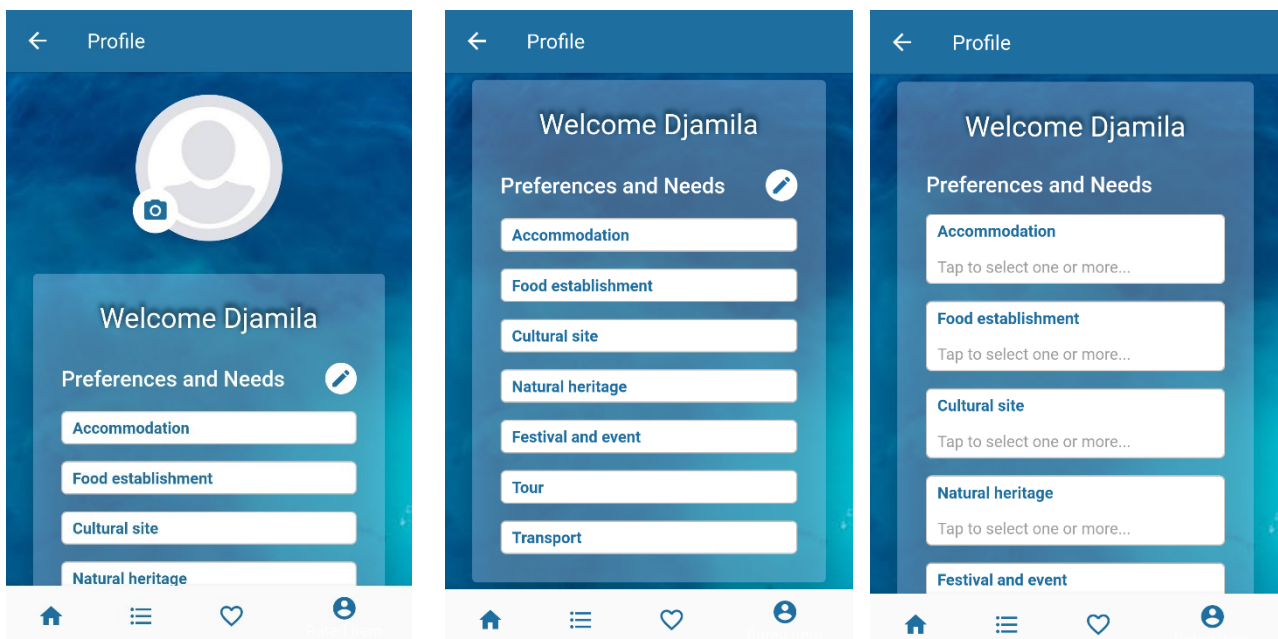 Profile
Welcome Djamila
Preferences and Needs
Accommodation
Food establishment
Cultural site
Natural heritage
Profile
Welcome Djamila
Preferences and Needs
Accommodation
Food establishment
Cultural site
Natural heritage
Festival and event
Tour
Transport
Profile
Welcome Djamila
Preferences and Needs
Accommodation
Tap to select one or more...
Food establishment
Tap to select one or more...
Cultural site
Tap to select one or more...
Natural heritage
Tap to select one or more...
Festival and event